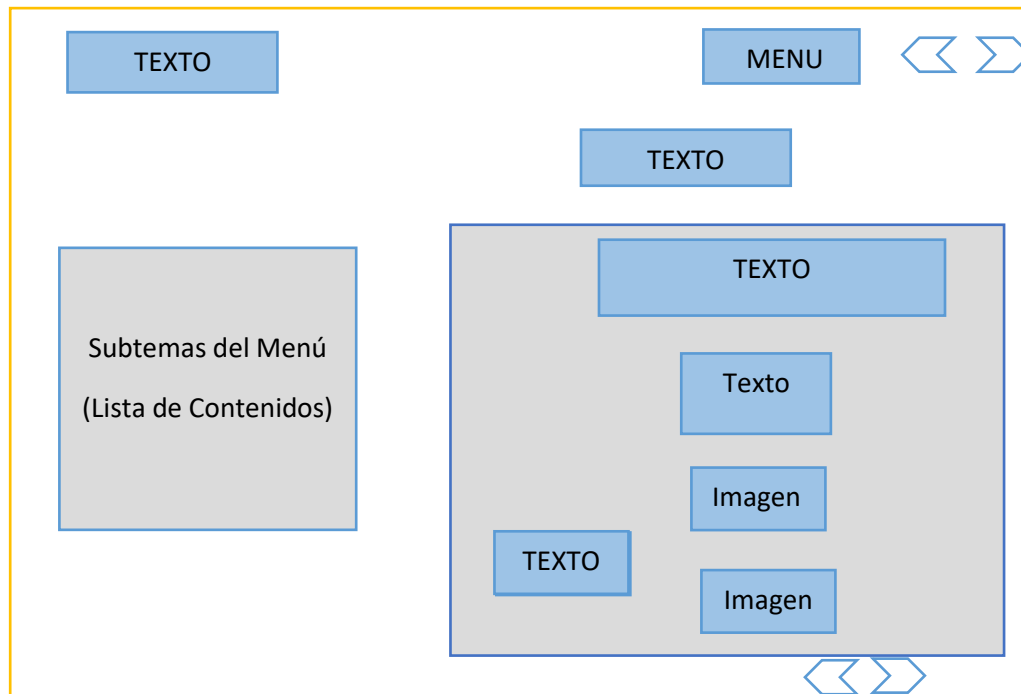 TEXTO
MENU
TEXTO
Subtemas del Menú
(Lista de Contenidos)
TEXTO
Texto
Imagen
TEXTO
Imagen